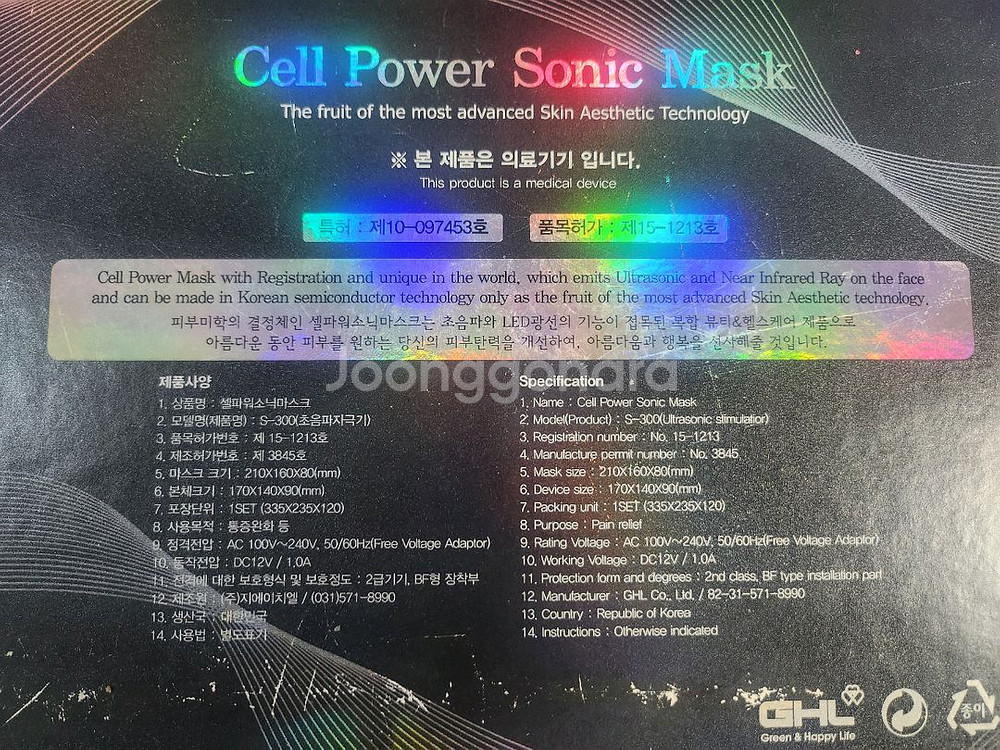 Cell Power Sonic Mask
The fruit of the most advanced Skin Aesthetic Technology
※ 본 제품은 의료기기 입니다.
This product is a medical device
특허 : 제10-097453호
품목허가 : 제15-1213호
Cell Power Mask with Registration and unique in the world, which emits Ultrasonic and Near Infrared Ray on the face
and can be made in Korean semiconductor technology only as the fruit of the most advanced Skin Aesthetic technology.
피부미학의 결정체인 셀파워소닉마스크는 초음파와 LED광선의 기능이 접목된 복합 뷰티&헬스케어 제품으로
아름다운 동안 피부를 원하는 당신의 피부탄력을 개선하여, 아름다움과 행복을 선사해줄 것입니다.
Joonggonara
제품사양
1. 상품명 : 셀파워소닉마스크
2. 모델명(제품명) : S-300(초음파자극기)
3. 품목허가번호 : 제 15-1213호
4. 제조허가번호 : 제 3845호
5. 마스크 크기 : 210X160X80(mm)
6. 본체크기 : 170X140X90(mm)
7. 포장단위 : 1SET (335X235X120)
8. 사용목적 : 통증완화 등
9. 정격전압 : AC 100V~240V, 50/60Hz(Free Voltage Adaptor)
10. 동작전압 : DC12V / 1.0A
11. 전격에 대한 보호형식 및 보호정도 : 2급기기, BF형 장착부
12. 제조원 : (주)지에이치엘 / (031)571-8990
13. 생산국 : 대한민국
14. 사용법 : 별도표기
Specification
1. Name : Cell Power Sonic Mask
2. Model(Product) : S-300(Ultrasonic stimulatior)
3. Registration number : No. 15-1213
4. Manufacture permit number : No. 3845
5. Mask size : 210X160X80(mm)
6. Device size : 170X140X90(mm)
7. Packing unit : 1SET (335X235X120)
8. Purpose : Pain relief
9. Rating Voltage : AC 100V~240V, 50/60Hz(Free Voltage Adaptor)
10. Working Voltage : DC12V / 1.0A
11. Protection form and degrees : 2nd class, BF type installation part
12. Manufacturer : GHL Co., Ltd. / 82-31-571-8990
13. Country : Republic of Korea
14. Instructions : Otherwise indicated
GHL
Green & Happy Life
종이